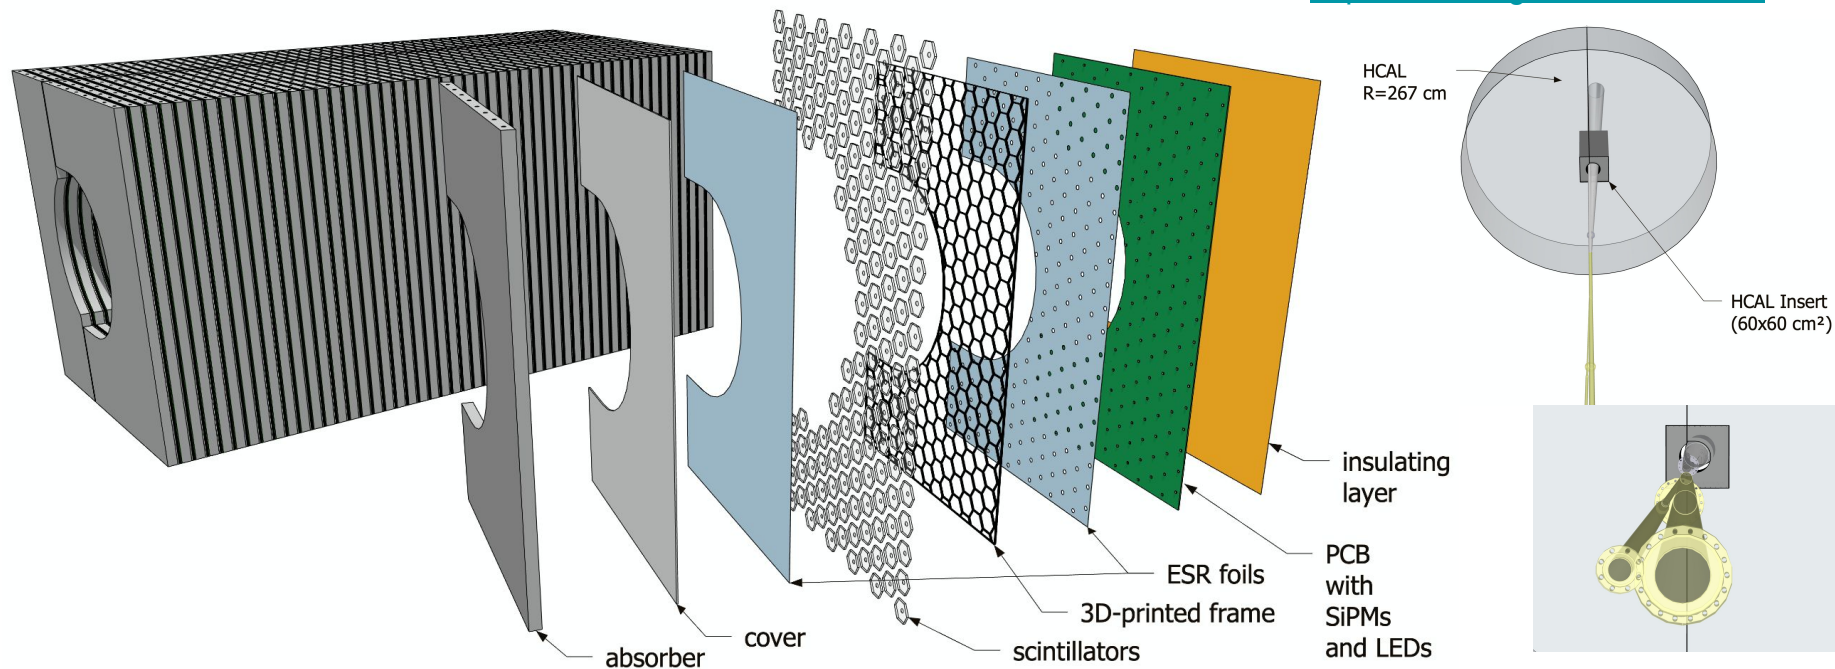 HCAL
R=267 cm
HCAL Insert
(60x60 cm²)
insulating
layer
PCB
with
SiPMs
and LEDs
ESR foils
3D-printed frame
scintillators
cover
absorber